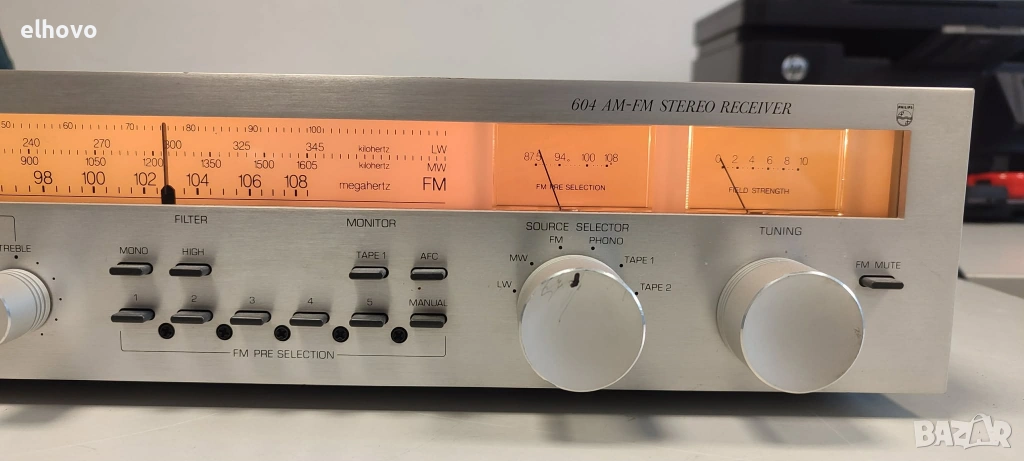 elhovo
604 AM-FM STEREO RECEIVER
PHILIPS
50 60 70 80 90 100
240 270 300 325 345 kilohertz LW
900 1050 1200 1350 1500 1605 kilohertz MW
98 100 102 104 106 108 megahertz FM
87,5 94 100 108
FM PRE SELECTION
0 2 4 6 8 10
FIELD STRENGTH
FILTER
MONITOR
SOURCE SELECTOR
TUNING
TREBLE
MONO
HIGH
TAPE 1
AFC
LW
MW
FM
PHONO
TAPE 1
TAPE 2
FM MUTE
1 2 3 4 5 MANUAL
FM PRE SELECTION
BAZAR